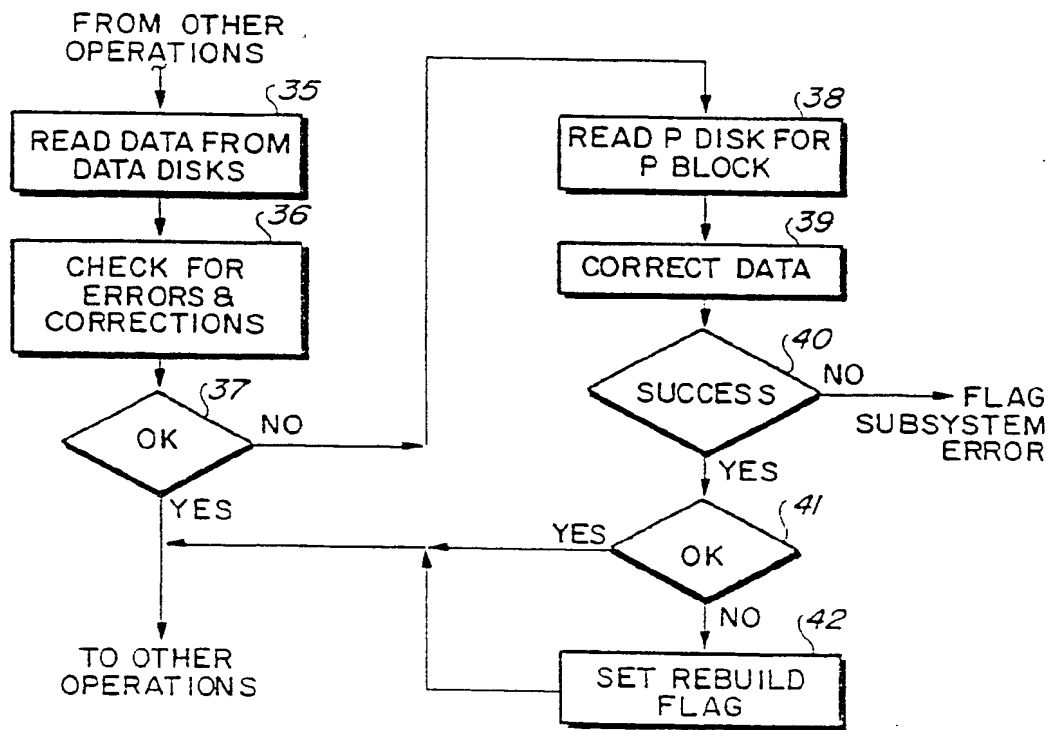 FROM OTHER
OPERATIONS
35
READ DATA FROM
DATA DISKS
36
CHECK FOR
ERRORS &
CORRECTIONS
37
OK
NO
YES
TO OTHER
OPERATIONS
38
READ P DISK FOR
P BLOCK
39
CORRECT DATA
40
SUCCESS
NO
FLAG
SUBSYSTEM
ERROR
YES
41
YES
OK
NO
42
SET REBUILD
FLAG